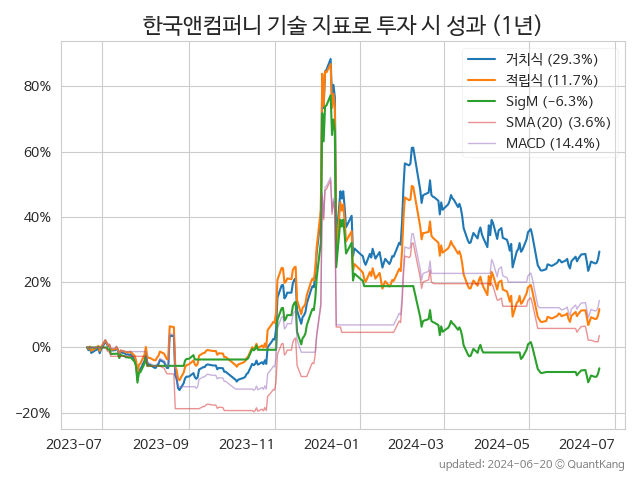 한국앤컴퍼니 기술 지표로 투자 시 성과 (1년)
거치식 (29.3%)
적립식 (11.7%)
SigM (-6.3%)
SMA(20) (3.6%)
MACD (14.4%)
80%
60%
40%
20%
0%
-20%
2023-07 2023-09 2023-11 2024-01 2024-03 2024-05 2024-07
updated: 2024-06-20 © QuantKang